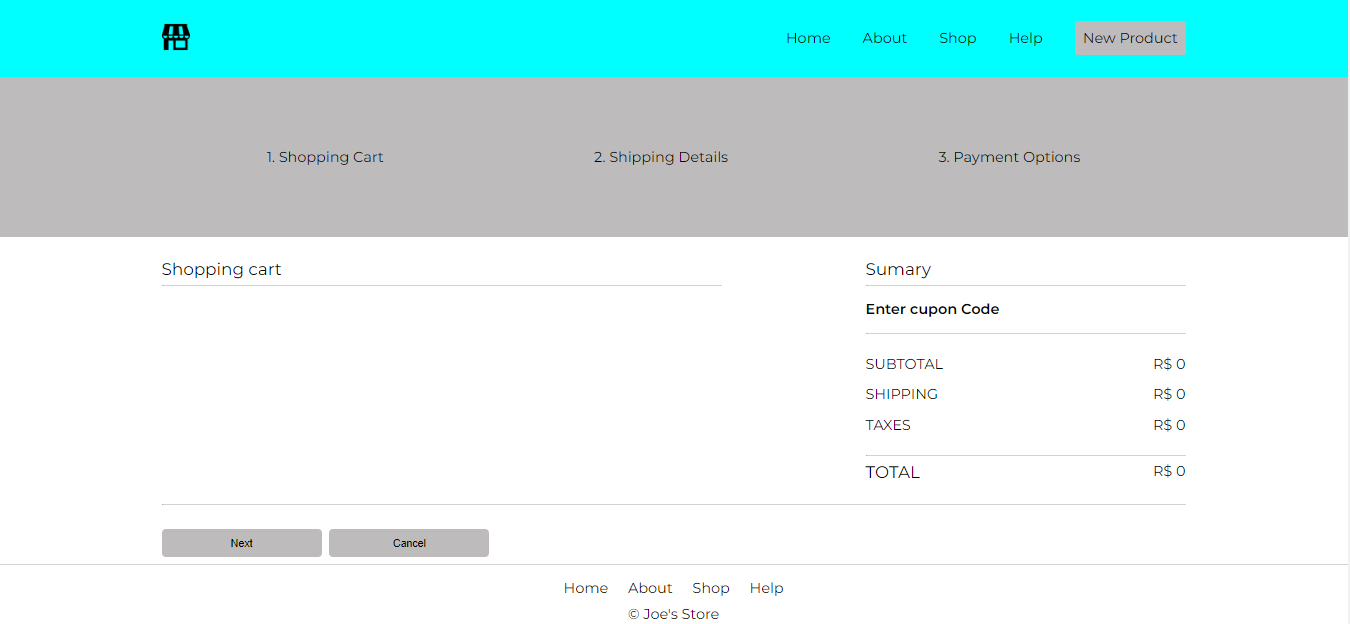 Home About Shop Help New Product
1. Shopping Cart 2. Shipping Details 3. Payment Options
Shopping cart
Sumary
Enter cupon Code
SUBTOTAL R$ 0
SHIPPING R$ 0
TAXES R$ 0
TOTAL R$ 0
Next Cancel
Home About Shop Help
© Joe's Store